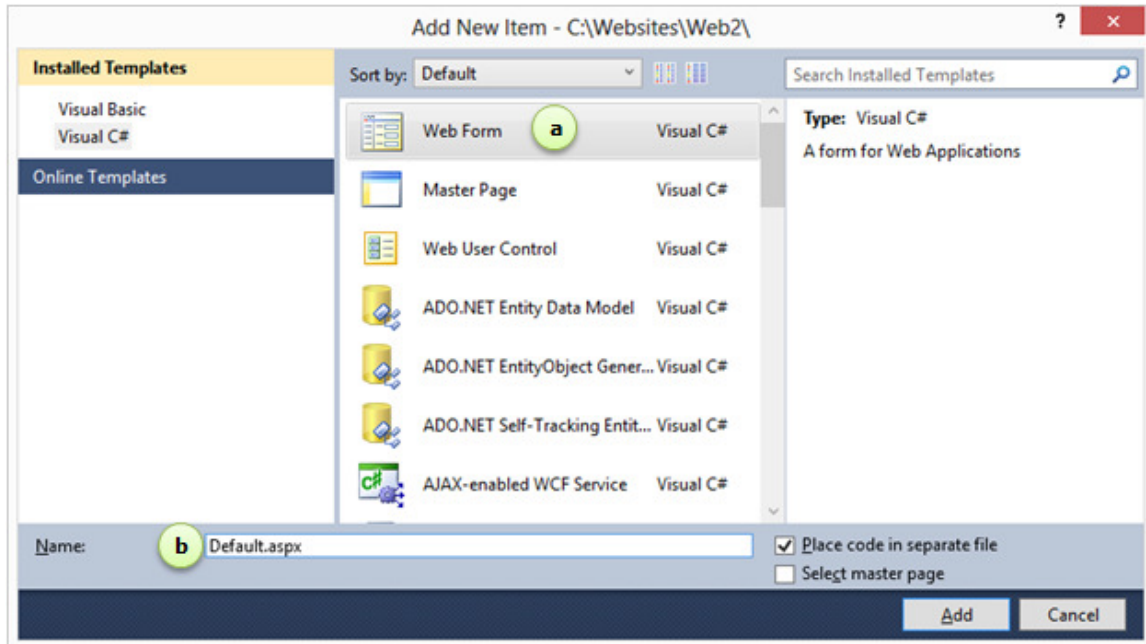 Add New Item - C:\Websites\Web2\
?
Installed Templates
Visual Basic
Visual C#
Online Templates
Sort by: Default
Web Form a Visual C#
Master Page Visual C#
Web User Control Visual C#
ADO.NET Entity Data Model Visual C#
ADO.NET EntityObject Gener... Visual C#
ADO.NET Self-Tracking Entit... Visual C#
C#
AJAX-enabled WCF Service Visual C#
Search Installed Templates
Type: Visual C#
A form for Web Applications
Name: b Default.aspx
Place code in separate file
Select master page
Add Cancel